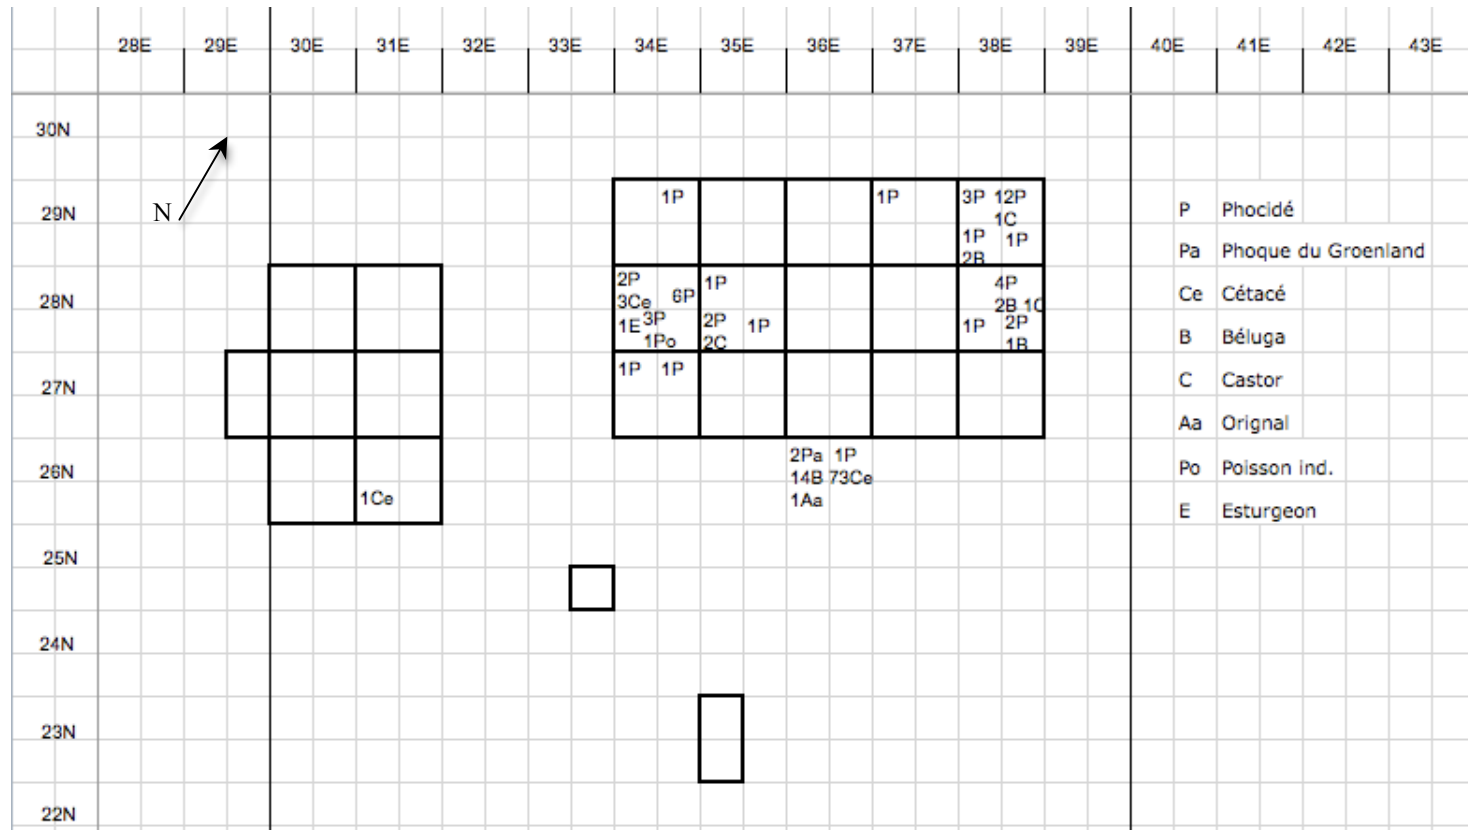 28E 29E 30E 31E 32E 33E 34E 35E 36E 37E 38E 39E 40E 41E 42E 43E
30N
N
29N
1P 1P 3P 12P
1C
1P 1P
2B
28N
2P 6P 1P 4P
3Ce 2B 1C
1E 3P 2P 1P 1P 2P
1Po 2C 1B
27N
1P 1P
26N
2Pa 1P
14B 73Ce
1Ce 1Aa
25N
24N
23N
22N
P Phocidé
Pa Phoque du Groenland
Ce Cétacé
B Béluga
C Castor
Aa Orignal
Po Poisson ind.
E Esturgeon